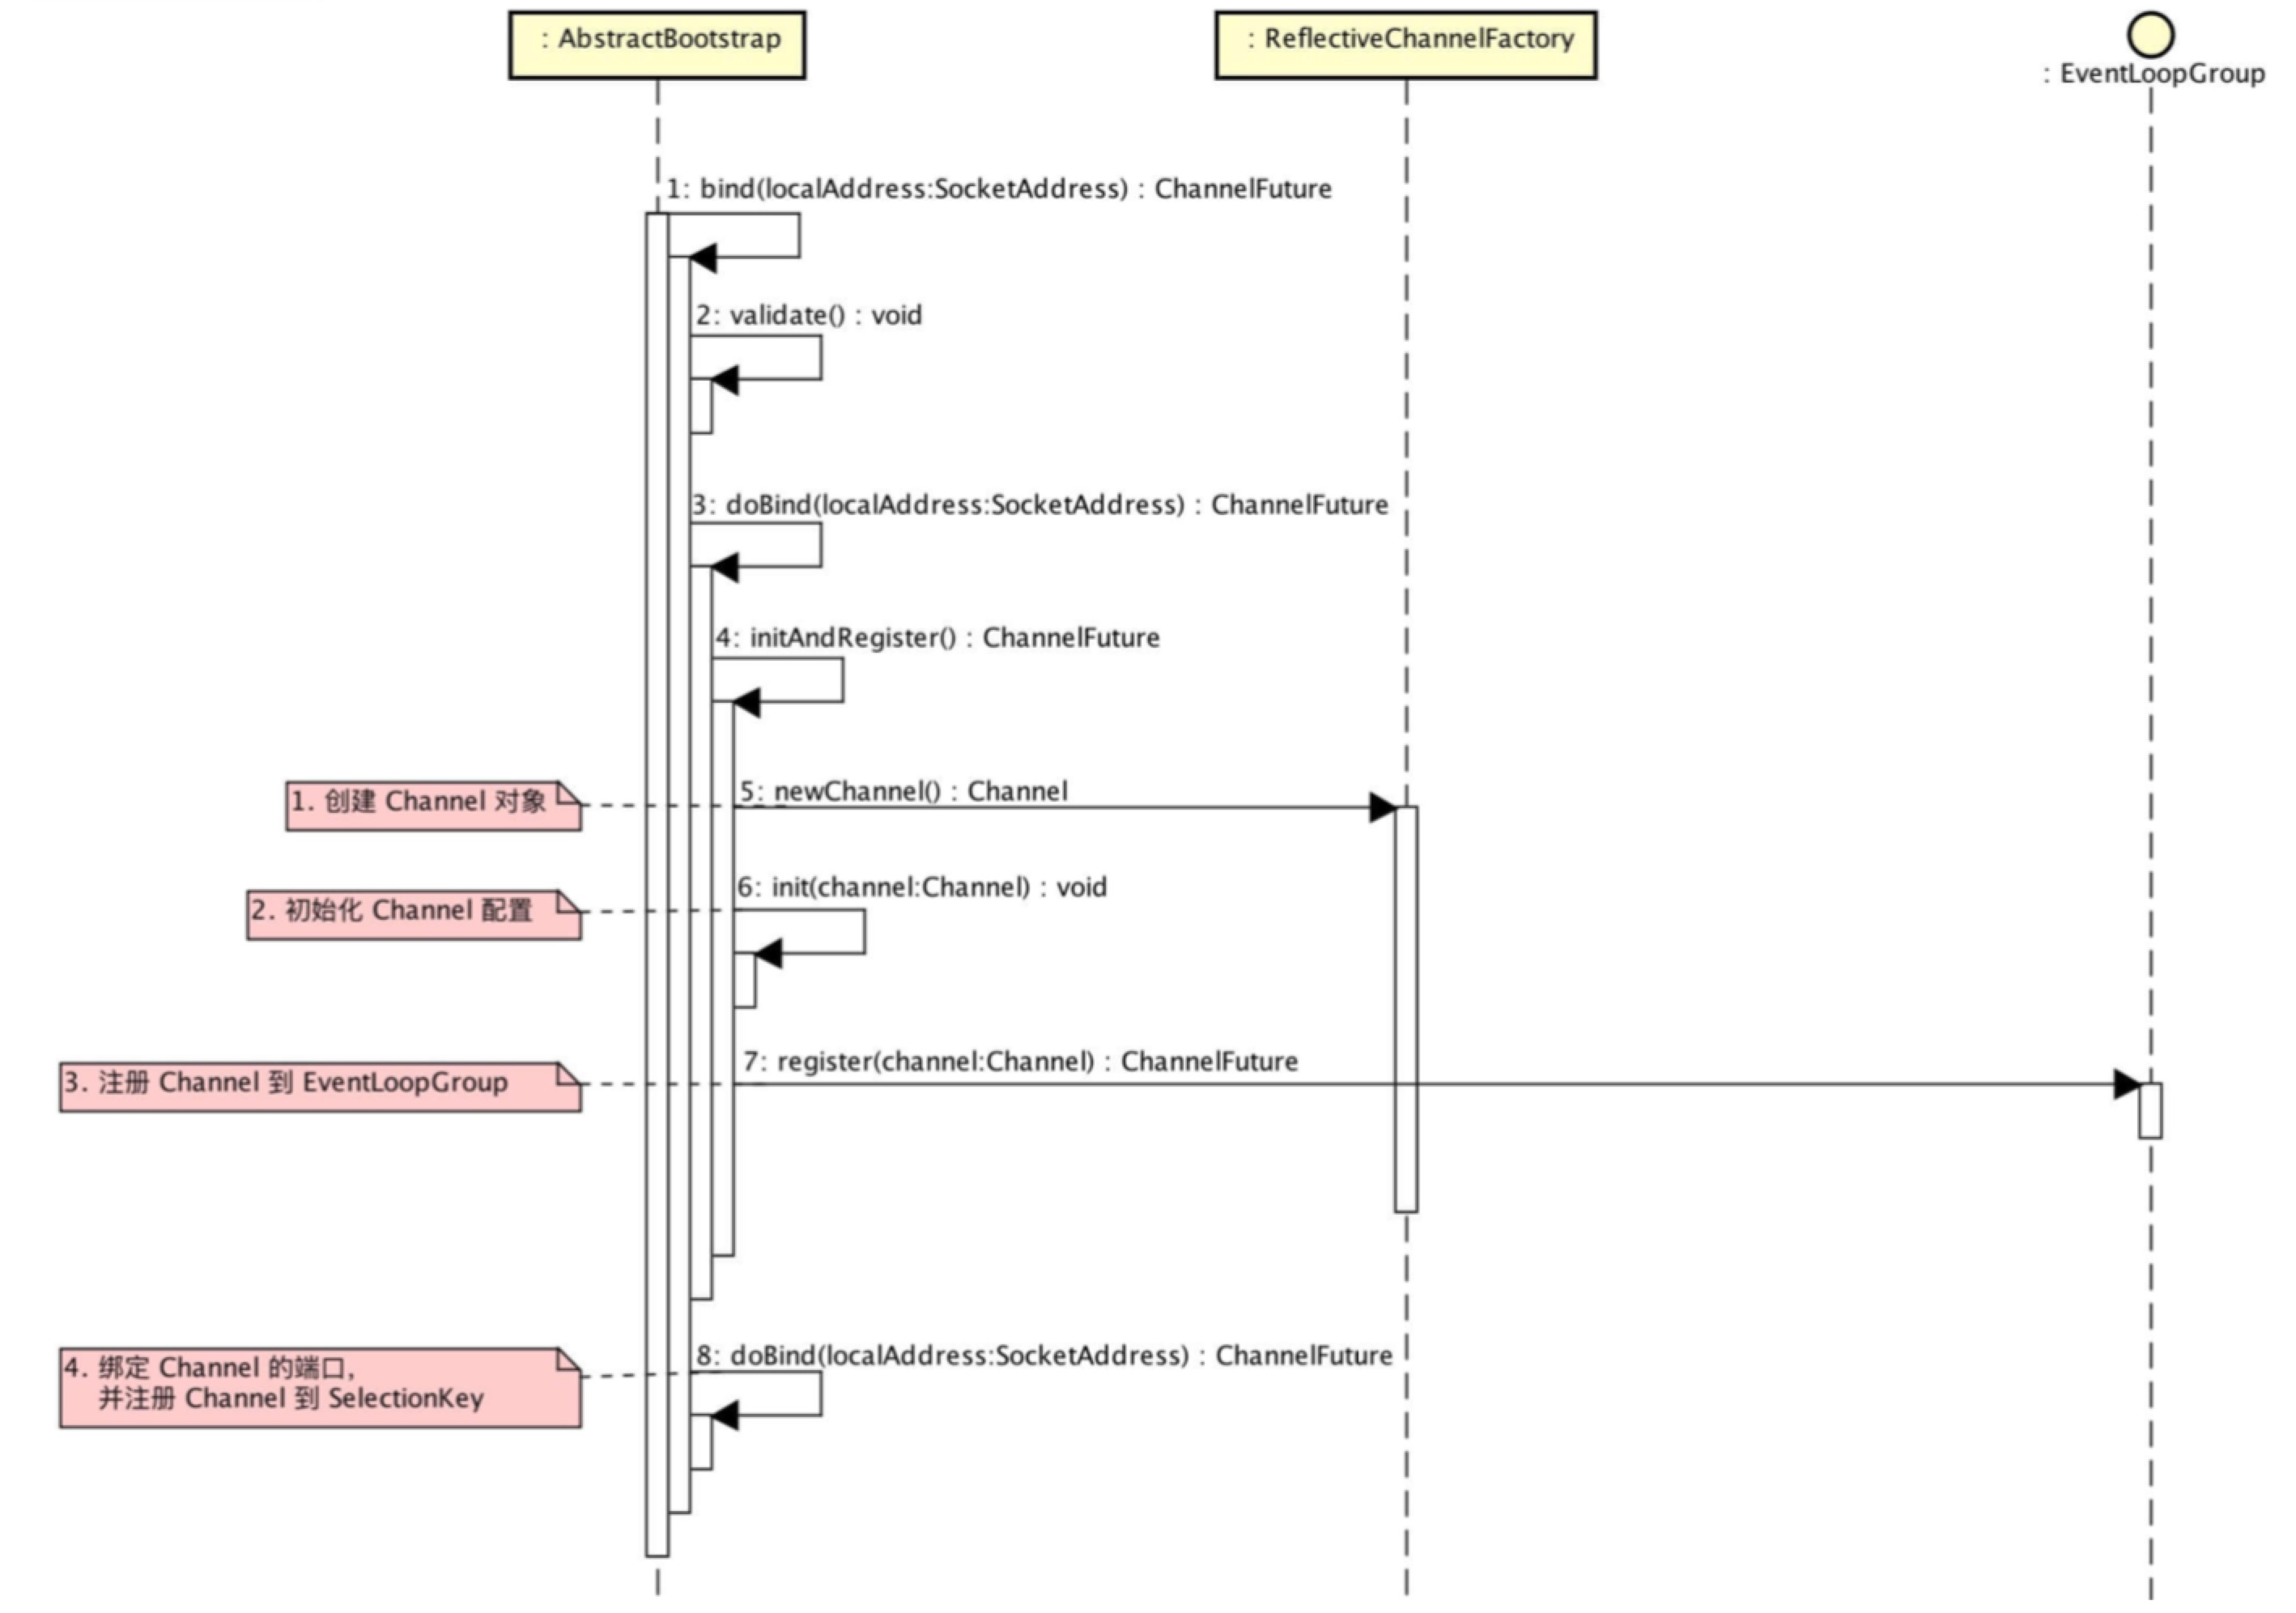 : AbstractBootstrap
: ReflectiveChannelFactory
: EventLoopGroup
1: bind(localAddress:SocketAddress) : ChannelFuture
2: validate() : void
3: doBind(localAddress:SocketAddress) : ChannelFuture
4: initAndRegister() : ChannelFuture
1. 创建 Channel 对象
5: newChannel() : Channel
6: init(channel:Channel) : void
2. 初始化 Channel 配置
7: register(channel:Channel) : ChannelFuture
3. 注册 Channel 到 EventLoopGroup
8: doBind(localAddress:SocketAddress) : ChannelFuture
4. 绑定 Channel 的端口，
并注册 Channel 到 SelectionKey